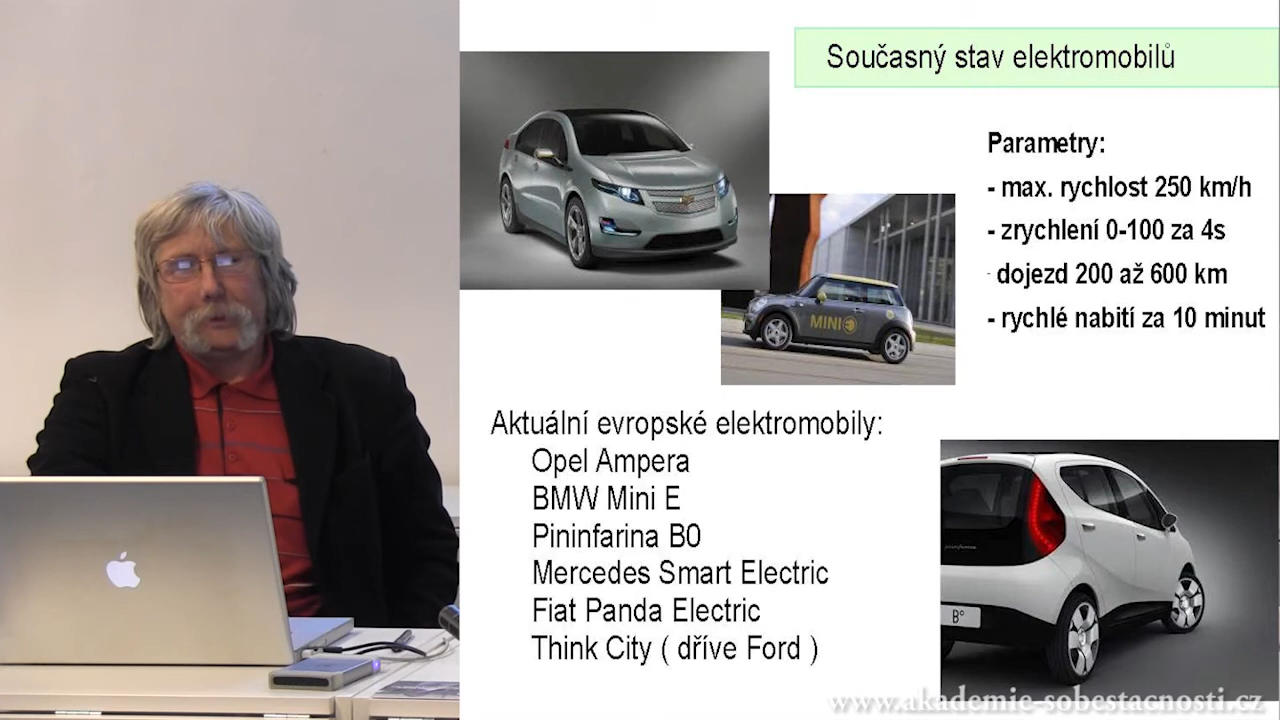 Současný stav elektromobilů
Parametry:
- max. rychlost 250 km/h
- zrychlení 0-100 za 4s
- dojezd 200 až 600 km
- rychlé nabití za 10 minut
MINI E
Aktuální evropské elektromobily:
Opel Ampera
BMW Mini E
Pininfarina B0
Mercedes Smart Electric
Fiat Panda Electric
Think City ( dříve Ford )
pininfarina
B°
www.akademie-sobestacnosti.cz